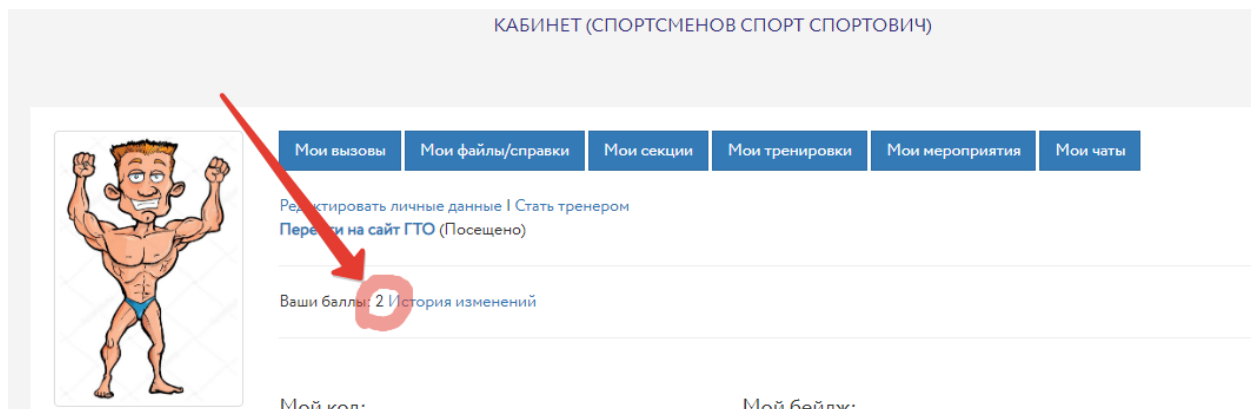 КАБИНЕТ (СПОРТСМЕНОВ СПОРТ СПОРТОВИЧ)
Мои вызовы Мои файлы/справки Мои секции Мои тренировки Мои мероприятия Мои чаты
Редактировать личные данные | Стать тренером
Перейти на сайт ГТО (Посещено)
Ваши баллы: 2 История изменений
Мой код: Мой бейдж: